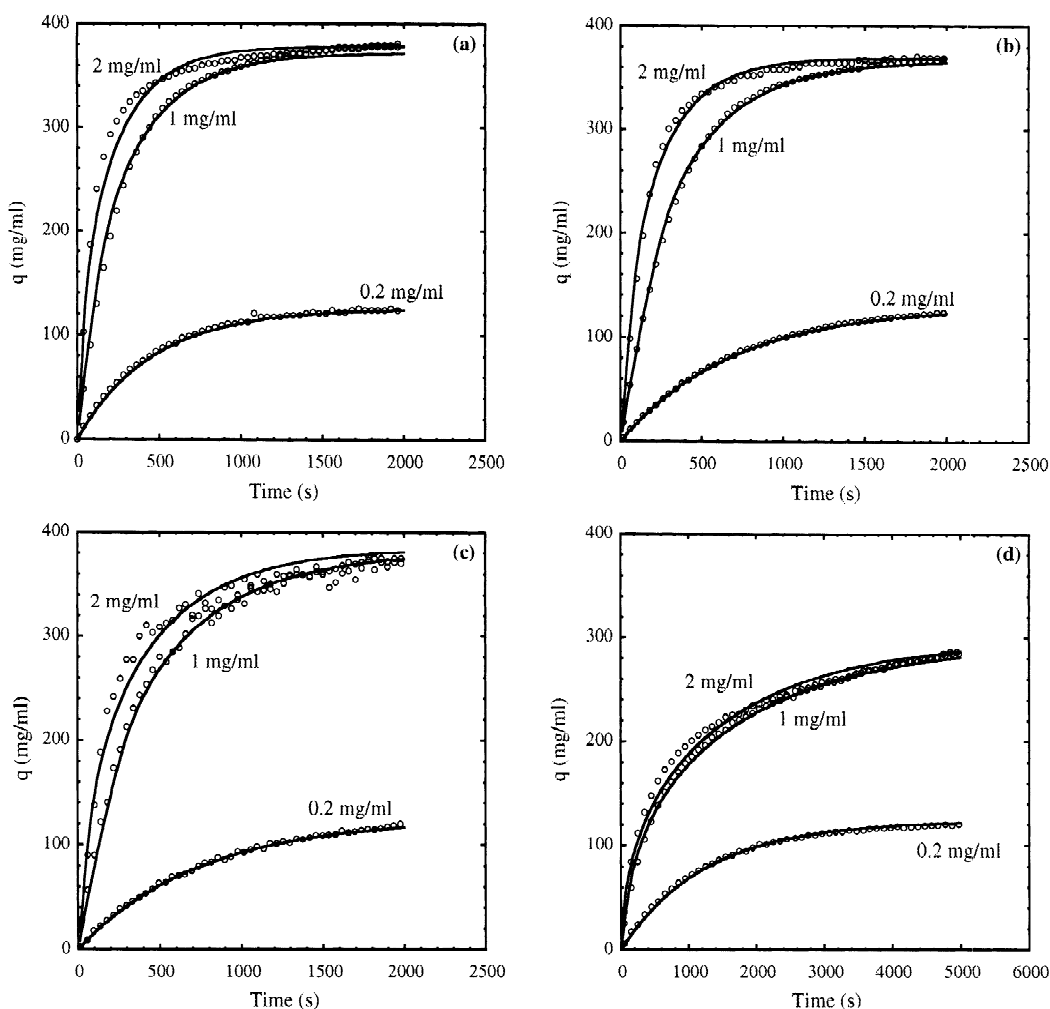 400
(a)
2 mg/ml
300
1 mg/ml
q (mg/ml)
200
0.2 mg/ml
100
0
0 500 1000 1500 2000 2500
Time (s)
400
(b)
2 mg/ml
300
1 mg/ml
q (mg/ml)
200
0.2 mg/ml
100
0
0 500 1000 1500 2000 2500
Time (s)
400
(c)
2 mg/ml
300
1 mg/ml
q (mg/ml)
200
0.2 mg/ml
100
0
0 500 1000 1500 2000 2500
Time (s)
400
(d)
300
2 mg/ml
1 mg/ml
q (mg/ml)
200
100
0.2 mg/ml
0
0 1000 2000 3000 4000 5000 6000
Time (s)